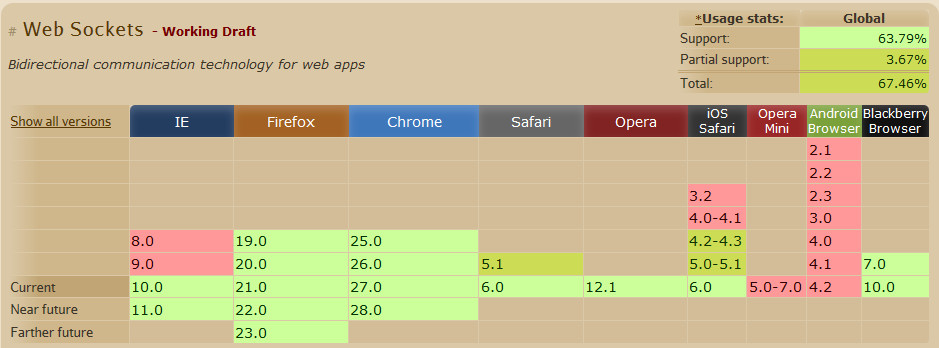 # Web Sockets - Working Draft
*Usage stats: Global
Support: 63.79%
Partial support: 3.67%
Total: 67.46%
Bidirectional communication technology for web apps
Show all versions IE Firefox Chrome Safari Opera iOS Safari Opera Mini Android Browser Blackberry Browser
2.1
2.2
3.2 2.3
4.0-4.1 3.0
8.0 19.0 25.0 4.2-4.3 4.0
9.0 20.0 26.0 5.1 5.0-5.1 4.1 7.0
Current 10.0 21.0 27.0 6.0 12.1 6.0 5.0-7.0 4.2 10.0
Near future 11.0 22.0 28.0
Farther future 23.0